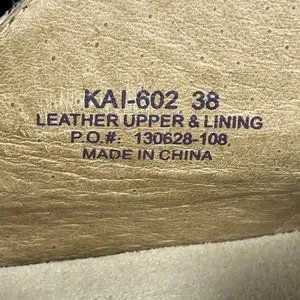 KAI-602 38
LEATHER UPPER & LINING
P.O.#: 130628-108
MADE IN CHINA